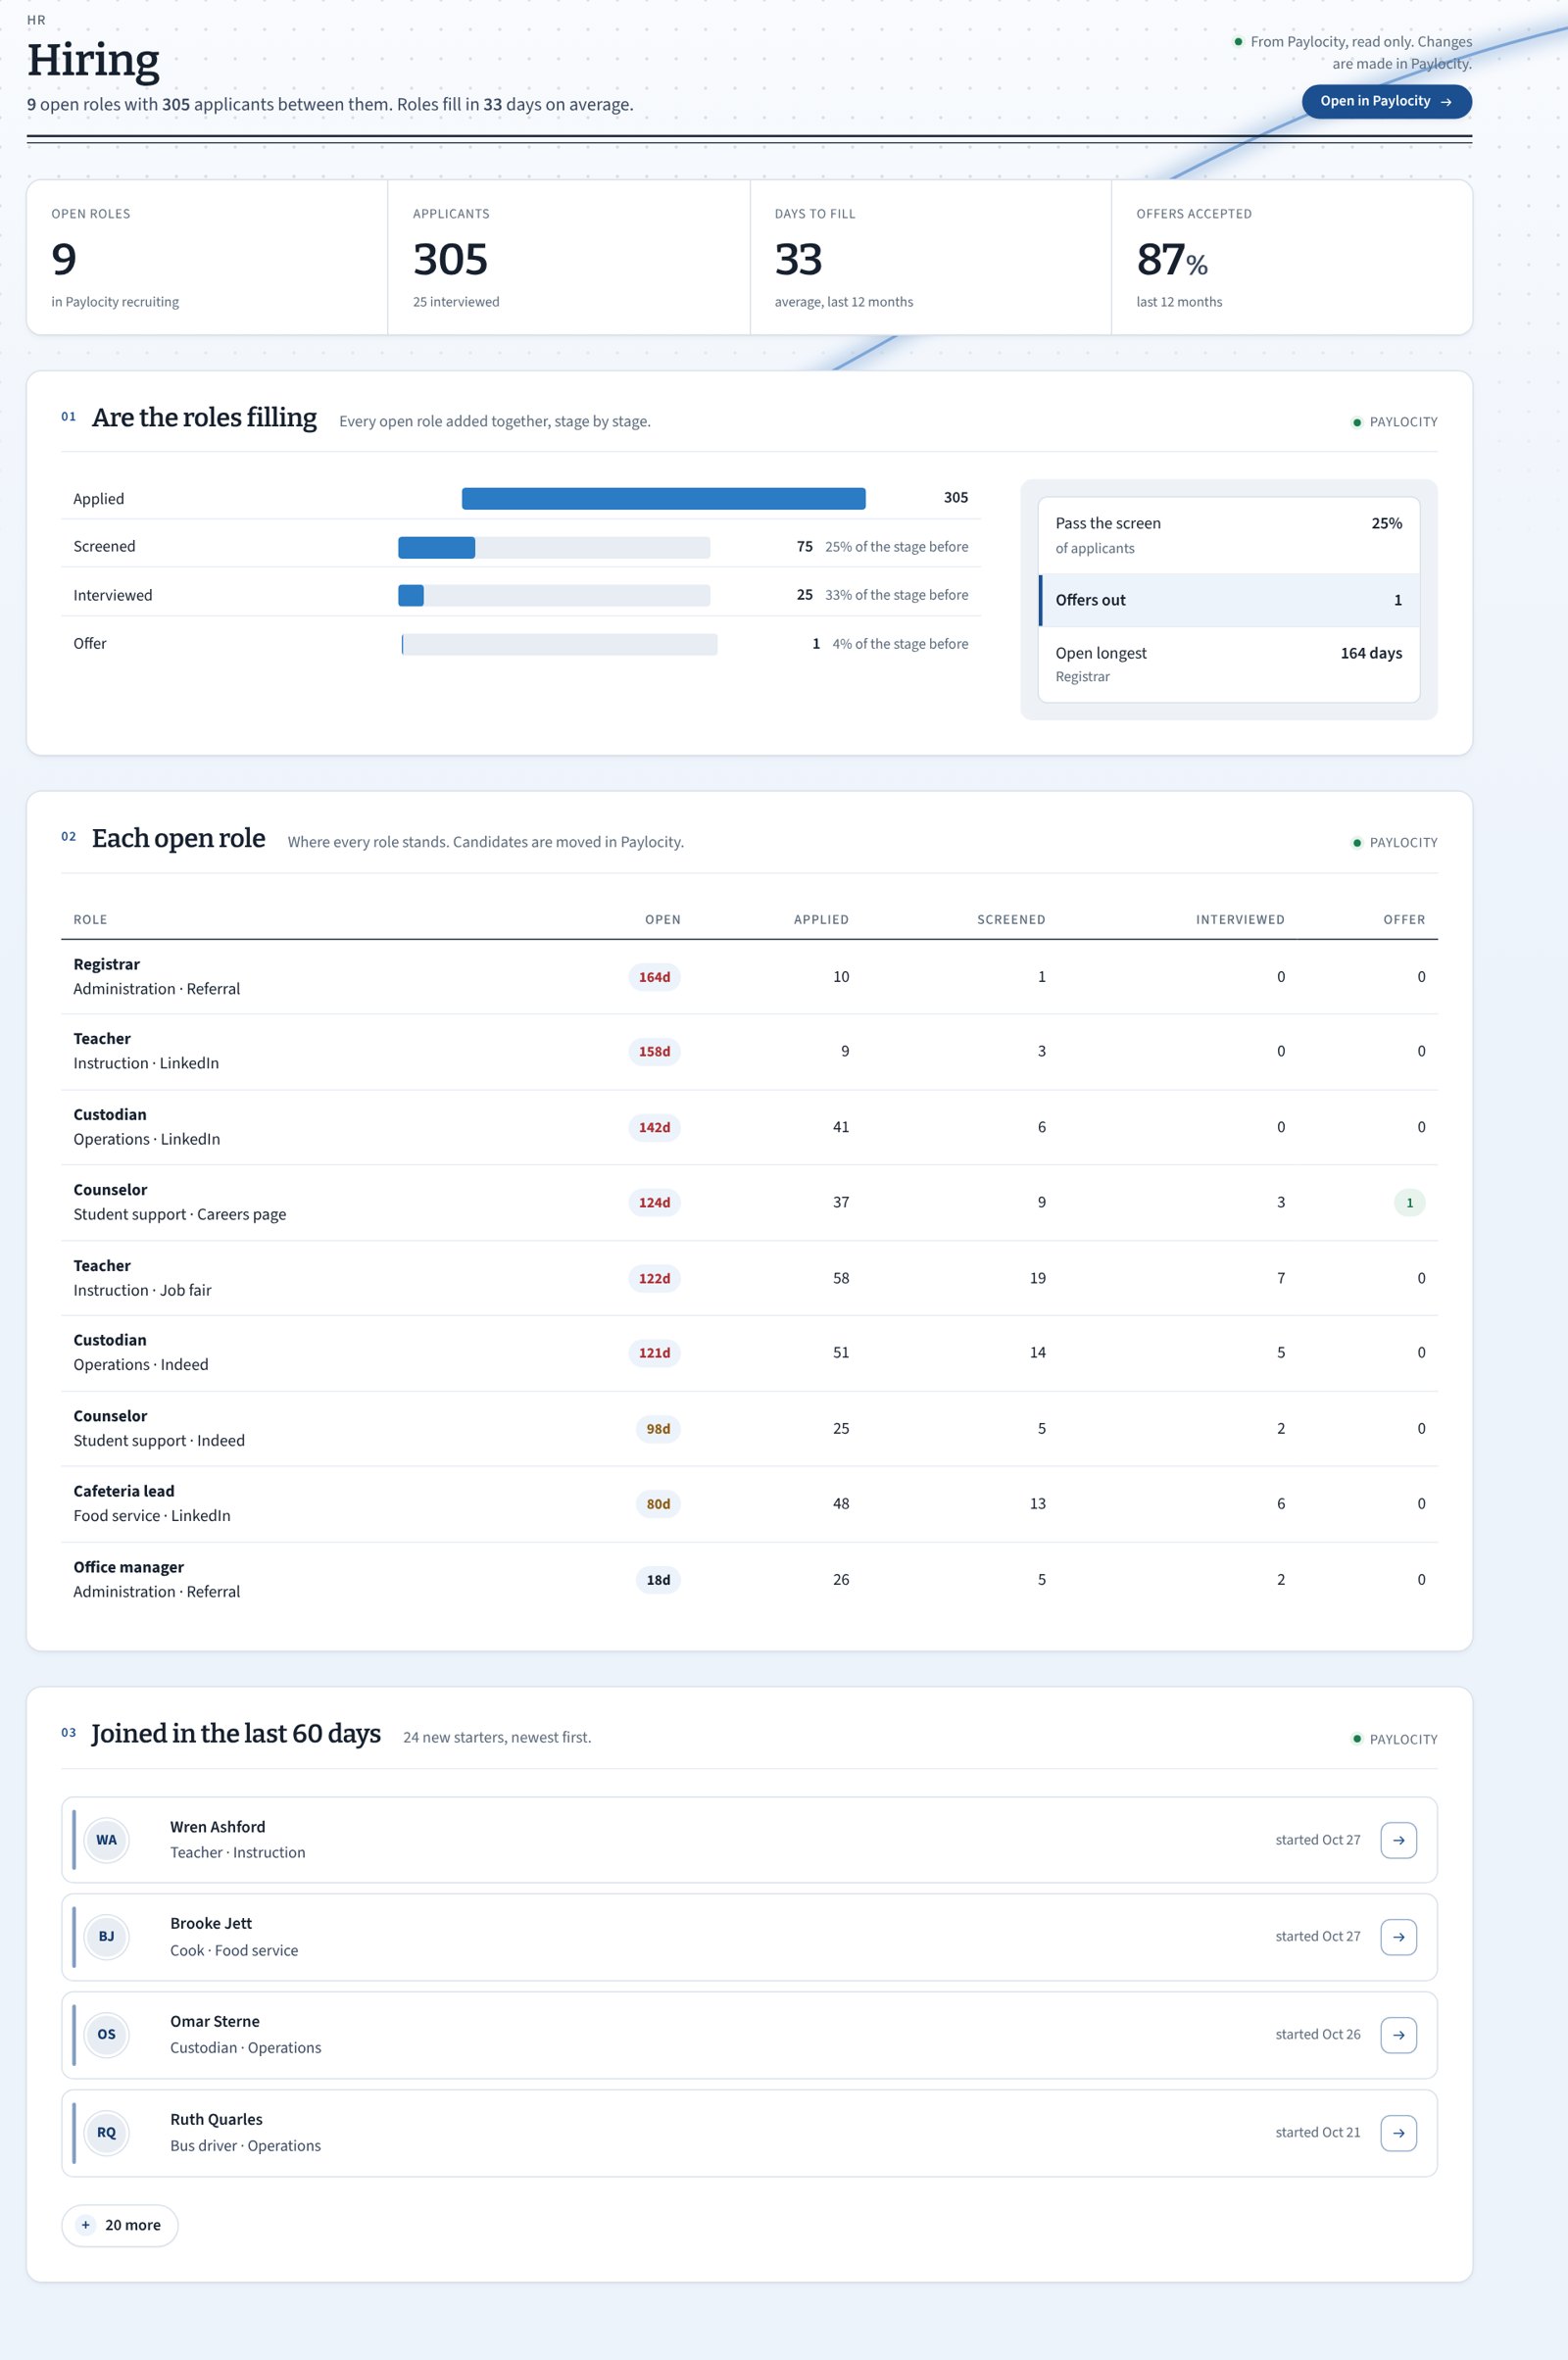 HR
Hiring
9 open roles with 305 applicants between them. Roles fill in 33 days on average.
From Paylocity, read only. Changes
are made in Paylocity.
Open in Paylocity →
OPEN ROLES
9
in Paylocity recruiting
APPLICANTS
305
25 interviewed
DAYS TO FILL
33
average, last 12 months
OFFERS ACCEPTED
87%
last 12 months
01 Are the roles filling Every open role added together, stage by stage. PAYLOCITY
Applied 305
Screened 75 25% of the stage before
Interviewed 25 33% of the stage before
Offer 1 4% of the stage before
Pass the screen 25%
of applicants
Offers out 1
Open longest 164 days
Registrar
02 Each open role Where every role stands. Candidates are moved in Paylocity. PAYLOCITY
ROLE OPEN APPLIED SCREENED INTERVIEWED OFFER
Registrar
Administration · Referral
164d 10 1 0 0
Teacher
Instruction · LinkedIn
158d 9 3 0 0
Custodian
Operations · LinkedIn
142d 41 6 0 0
Counselor
Student support · Careers page
124d 37 9 3 1
Teacher
Instruction · Job fair
122d 58 19 7 0
Custodian
Operations · Indeed
121d 51 14 5 0
Counselor
Student support · Indeed
98d 25 5 2 0
Cafeteria lead
Food service · LinkedIn
80d 48 13 6 0
Office manager
Administration · Referral
18d 26 5 2 0
03 Joined in the last 60 days 24 new starters, newest first. PAYLOCITY
WA
Wren Ashford
Teacher · Instruction
started Oct 27 →
BJ
Brooke Jett
Cook · Food service
started Oct 27 →
OS
Omar Sterne
Custodian · Operations
started Oct 26 →
RQ
Ruth Quarles
Bus driver · Operations
started Oct 21 →
+ 20 more